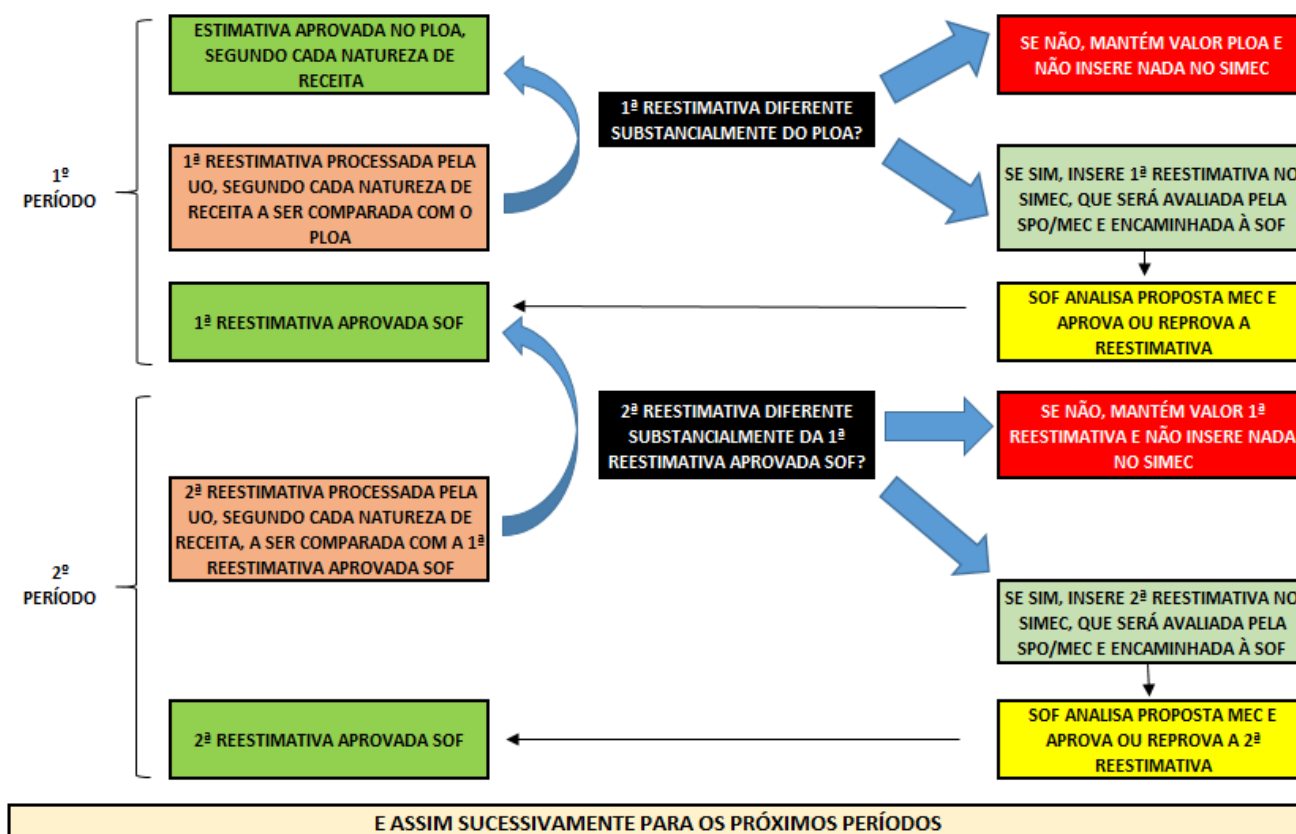 1º
PERÍODO
ESTIMATIVA APROVADA NO PLOA,
SEGUNDO CADA NATUREZA DE
RECEITA
1ª REESTIMATIVA PROCESSADA PELA
UO, SEGUNDO CADA NATUREZA DE
RECEITA A SER COMPARADA COM O
PLOA
1ª REESTIMATIVA APROVADA SOF
1ª REESTIMATIVA DIFERENTE
SUBSTANCIALMENTE DO PLOA?
SE NÃO, MANTÉM VALOR PLOA E
NÃO INSERE NADA NO SIMEC
SE SIM, INSERE 1ª REESTIMATIVA NO
SIMEC, QUE SERÁ AVALIADA PELA
SPO/MEC E ENCAMINHADA À SOF
SOF ANALISA PROPOSTA MEC E
APROVA OU REPROVA A
REESTIMATIVA
2º
PERÍODO
2ª REESTIMATIVA PROCESSADA PELA
UO, SEGUNDO CADA NATUREZA DE
RECEITA, A SER COMPARADA COM A 1ª
REESTIMATIVA APROVADA SOF
2ª REESTIMATIVA APROVADA SOF
2ª REESTIMATIVA DIFERENTE
SUBSTANCIALMENTE DA 1ª
REESTIMATIVA APROVADA SOF?
SE NÃO, MANTÉM VALOR 1ª
REESTIMATIVA E NÃO INSERE NADA
NO SIMEC
SE SIM, INSERE 2ª REESTIMATIVA NO
SIMEC, QUE SERÁ AVALIADA PELA
SPO/MEC E ENCAMINHADA À SOF
SOF ANALISA PROPOSTA MEC E
APROVA OU REPROVA A 2ª
REESTIMATIVA
E ASSIM SUCESSIVAMENTE PARA OS PRÓXIMOS PERÍODOS